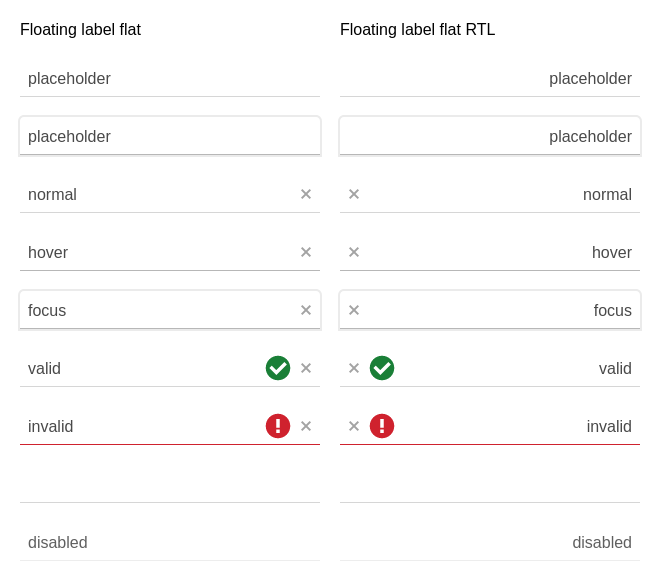 Floating label flat
Floating label flat RTL
placeholder
placeholder
placeholder
placeholder
normal
normal
hover
hover
focus
focus
valid
valid
invalid
invalid
disabled
disabled